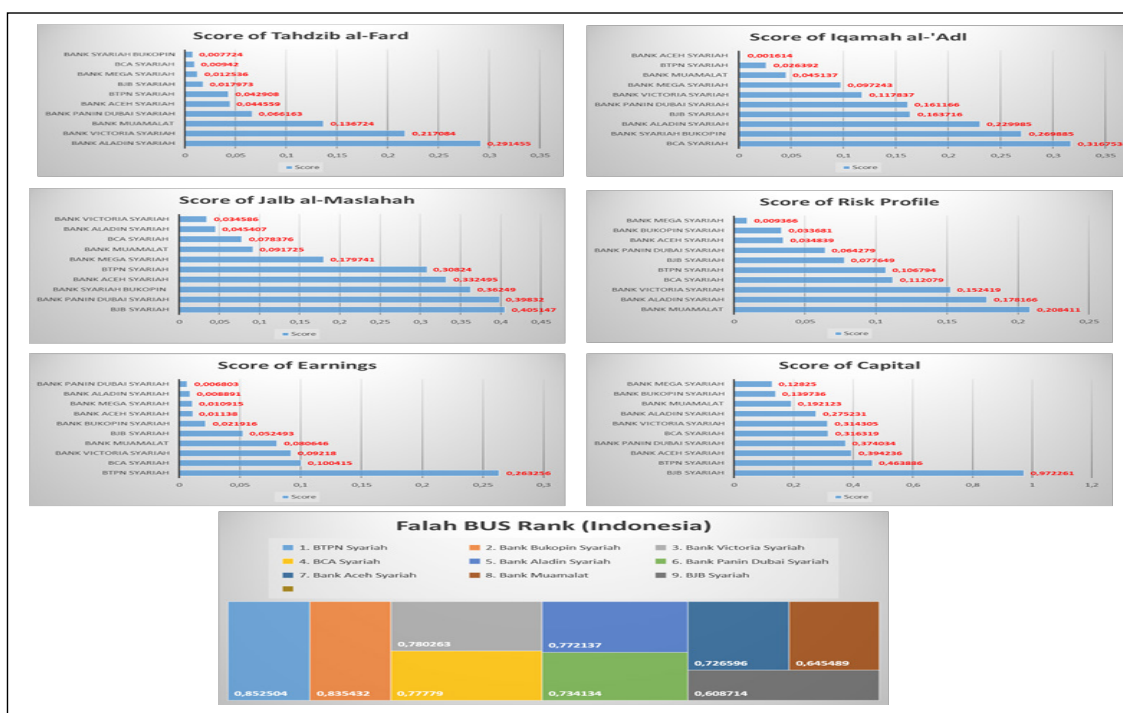 Score of Tahdzib al-Fard
BANK SYARIAH BUKOPIN 0,007724
BCA SYARIAH 0,00942
BANK MEGA SYARIAH 0,012536
BJB SYARIAH 0,017973
BTPN SYARIAH 0,042908
BANK ACEH SYARIAH 0,044559
BANK PANIN DUBAI SYARIAH 0,066163
BANK MUAMALAT 0,136724
BANK VICTORIA SYARIAH 0,217084
BANK ALADIN SYARIAH 0,291455
0 0,05 0,1 0,15 0,2 0,25 0,3 0,35
Score
Score of Iqamah al-'Adl
BANK ACEH SYARIAH 0,001614
BTPN SYARIAH 0,026392
BANK MUAMALAT 0,045137
BANK MEGA SYARIAH 0,097243
BANK VICTORIA SYARIAH 0,117837
BANK PANIN DUBAI SYARIAH 0,161166
BJB SYARIAH 0,163716
BANK ALADIN SYARIAH 0,229985
BANK SYARIAH BUKOPIN 0,269885
BCA SYARIAH 0,316753
0 0,05 0,1 0,15 0,2 0,25 0,3 0,35
Score
Score of Jalb al-Maslahah
BANK VICTORIA SYARIAH 0,034586
BANK ALADIN SYARIAH 0,045407
BCA SYARIAH 0,078376
BANK MUAMALAT 0,091725
BANK MEGA SYARIAH 0,179741
BTPN SYARIAH 0,30824
BANK ACEH SYARIAH 0,332495
BANK SYARIAH BUKOPIN 0,36249
BANK PANIN DUBAI SYARIAH 0,39832
BJB SYARIAH 0,405147
0 0,05 0,1 0,15 0,2 0,25 0,3 0,35 0,4 0,45
Score
Score of Risk Profile
BANK MEGA SYARIAH 0,009366
BANK BUKOPIN SYARIAH 0,033681
BANK ACEH SYARIAH 0,034839
BANK PANIN DUBAI SYARIAH 0,064279
BJB SYARIAH 0,077649
BTPN SYARIAH 0,106794
BCA SYARIAH 0,112079
BANK VICTORIA SYARIAH 0,152419
BANK ALADIN SYARIAH 0,178166
BANK MUAMALAT 0,208411
0 0,05 0,1 0,15 0,2 0,25
Score
Score of Earnings
BANK PANIN DUBAI SYARIAH 0,006803
BANK ALADIN SYARIAH 0,008891
BANK MEGA SYARIAH 0,010915
BANK ACEH SYARIAH 0,01138
BANK BUKOPIN SYARIAH 0,021916
BJB SYARIAH 0,052493
BANK MUAMALAT 0,080646
BANK VICTORIA SYARIAH 0,09218
BCA SYARIAH 0,100415
BTPN SYARIAH 0,263256
0 0,05 0,1 0,15 0,2 0,25 0,3
Score
Score of Capital
BANK MEGA SYARIAH 0,12825
BANK BUKOPIN SYARIAH 0,139736
BANK MUAMALAT 0,192123
BANK ALADIN SYARIAH 0,275231
BANK VICTORIA SYARIAH 0,314305
BCA SYARIAH 0,316319
BANK PANIN DUBAI SYARIAH 0,374034
BANK ACEH SYARIAH 0,394236
BTPN SYARIAH 0,463886
BJB SYARIAH 0,972261
0 0,2 0,4 0,6 0,8 1 1,2
Score
Falah BUS Rank (Indonesia)
1. BTPN Syariah 2. Bank Bukopin Syariah 3. Bank Victoria Syariah
4. BCA Syariah 5. Bank Aladin Syariah 6. Bank Panin Dubai Syariah
7. Bank Aceh Syariah 8. Bank Muamalat 9. BJB Syariah
0,780263 0,772137 0,726596 0,645489
0,852504 0,835432 0,77779 0,734134 0,608714